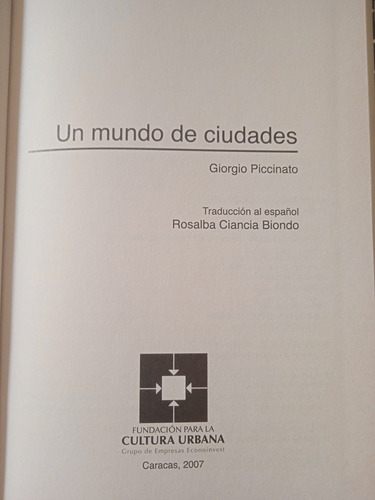 Un mundo de ciudades
Giorgio Piccinato
Traducción al español
Rosalba Ciancia Biondo
FUNDACIÓN PARA LA
CULTURA URBANA
Grupo de Empresas Econoinvest
Caracas, 2007